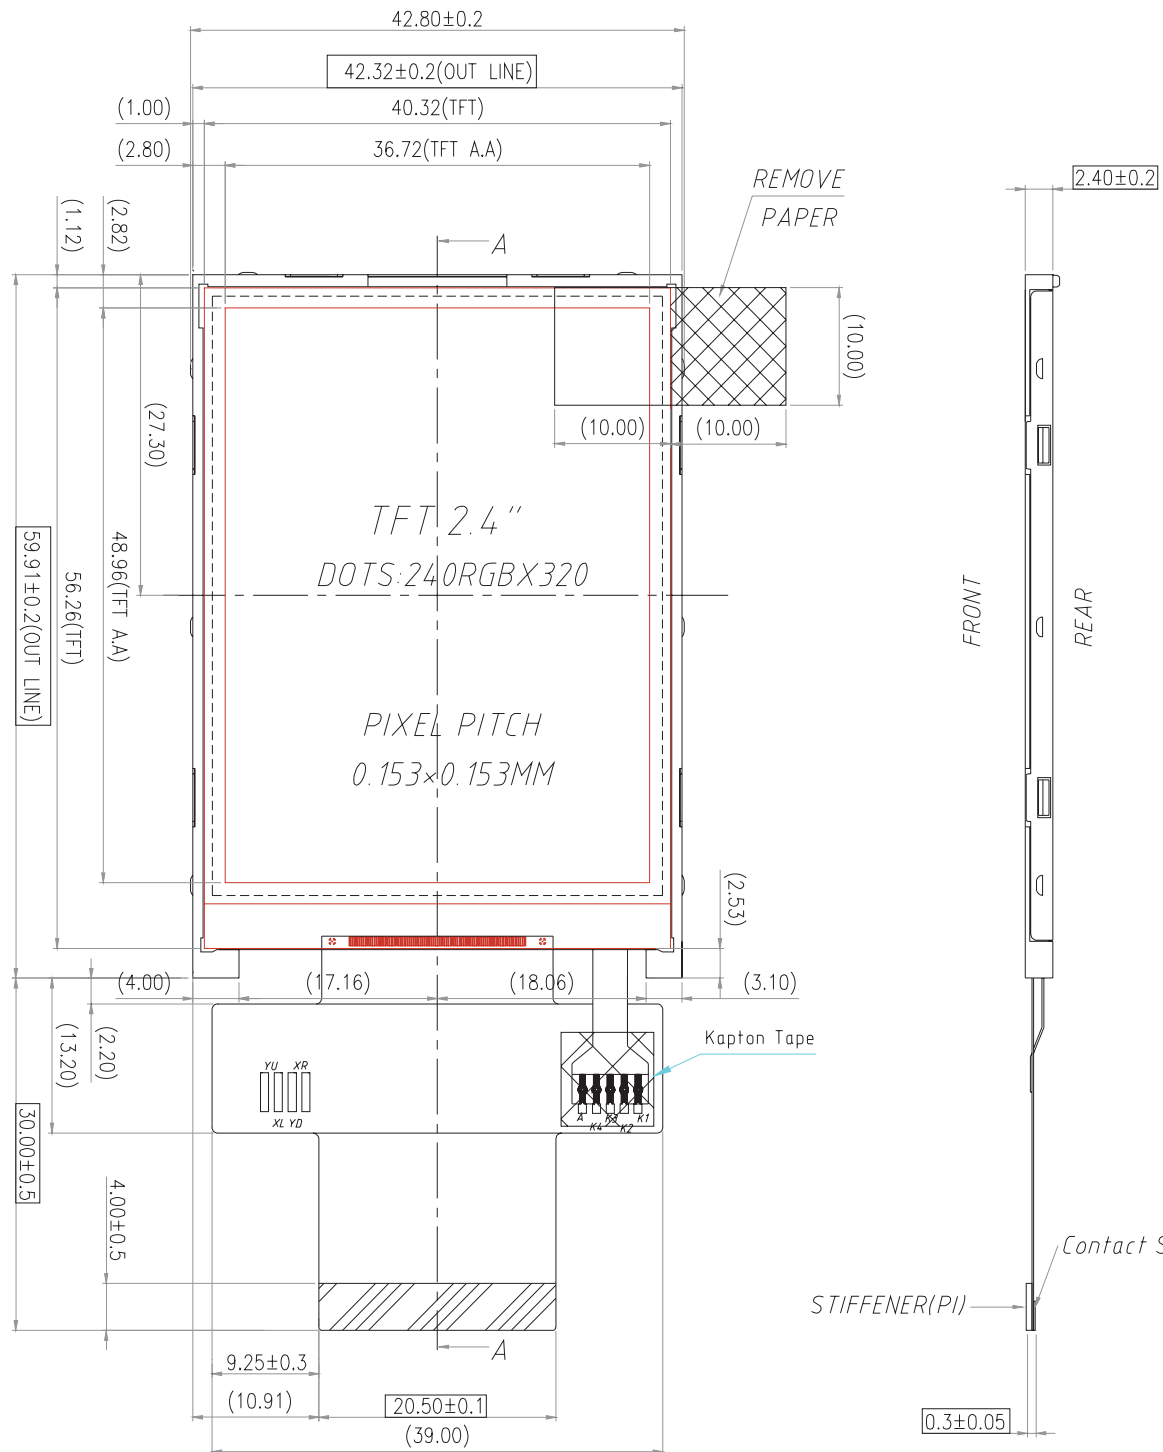 42.80±0.2
42.32±0.2(OUT LINE)
(1.00)
40.32(TFT)
(2.80)
36.72(TFT A.A)
REMOVE
PAPER
2.40±0.2
(1.12)
(2.82)
A
(10.00)
(27.30)
(10.00)
(10.00)
TFT 2.4″
DOTS:240RGBX320
59.91±0.2(OUT LINE)
56.26(TFT)
48.96(TFT A.A)
FRONT
REAR
PIXEL PITCH
0.153×0.153MM
(2.53)
(4.00)
(17.16)
(18.06)
(3.10)
(13.20)
(2.20)
Kapton Tape
YU XR
XL YD
A K3 K1
K4 K2
30.00±0.5
4.00±0.5
Contact S
STIFFENER(PI)
A
9.25±0.3
(10.91)
20.50±0.1
(39.00)
0.3±0.05